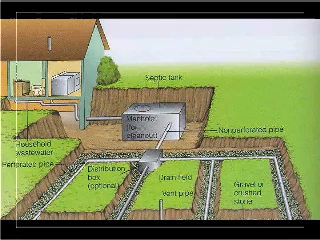 Septic tank
Manhole
(for
cleanout)
Nonperforated pipe
Household
wastewater
Perforated pipe
Distribution
box
(optional)
Drain field
Vent pipe
Gravel or
crushed
stone